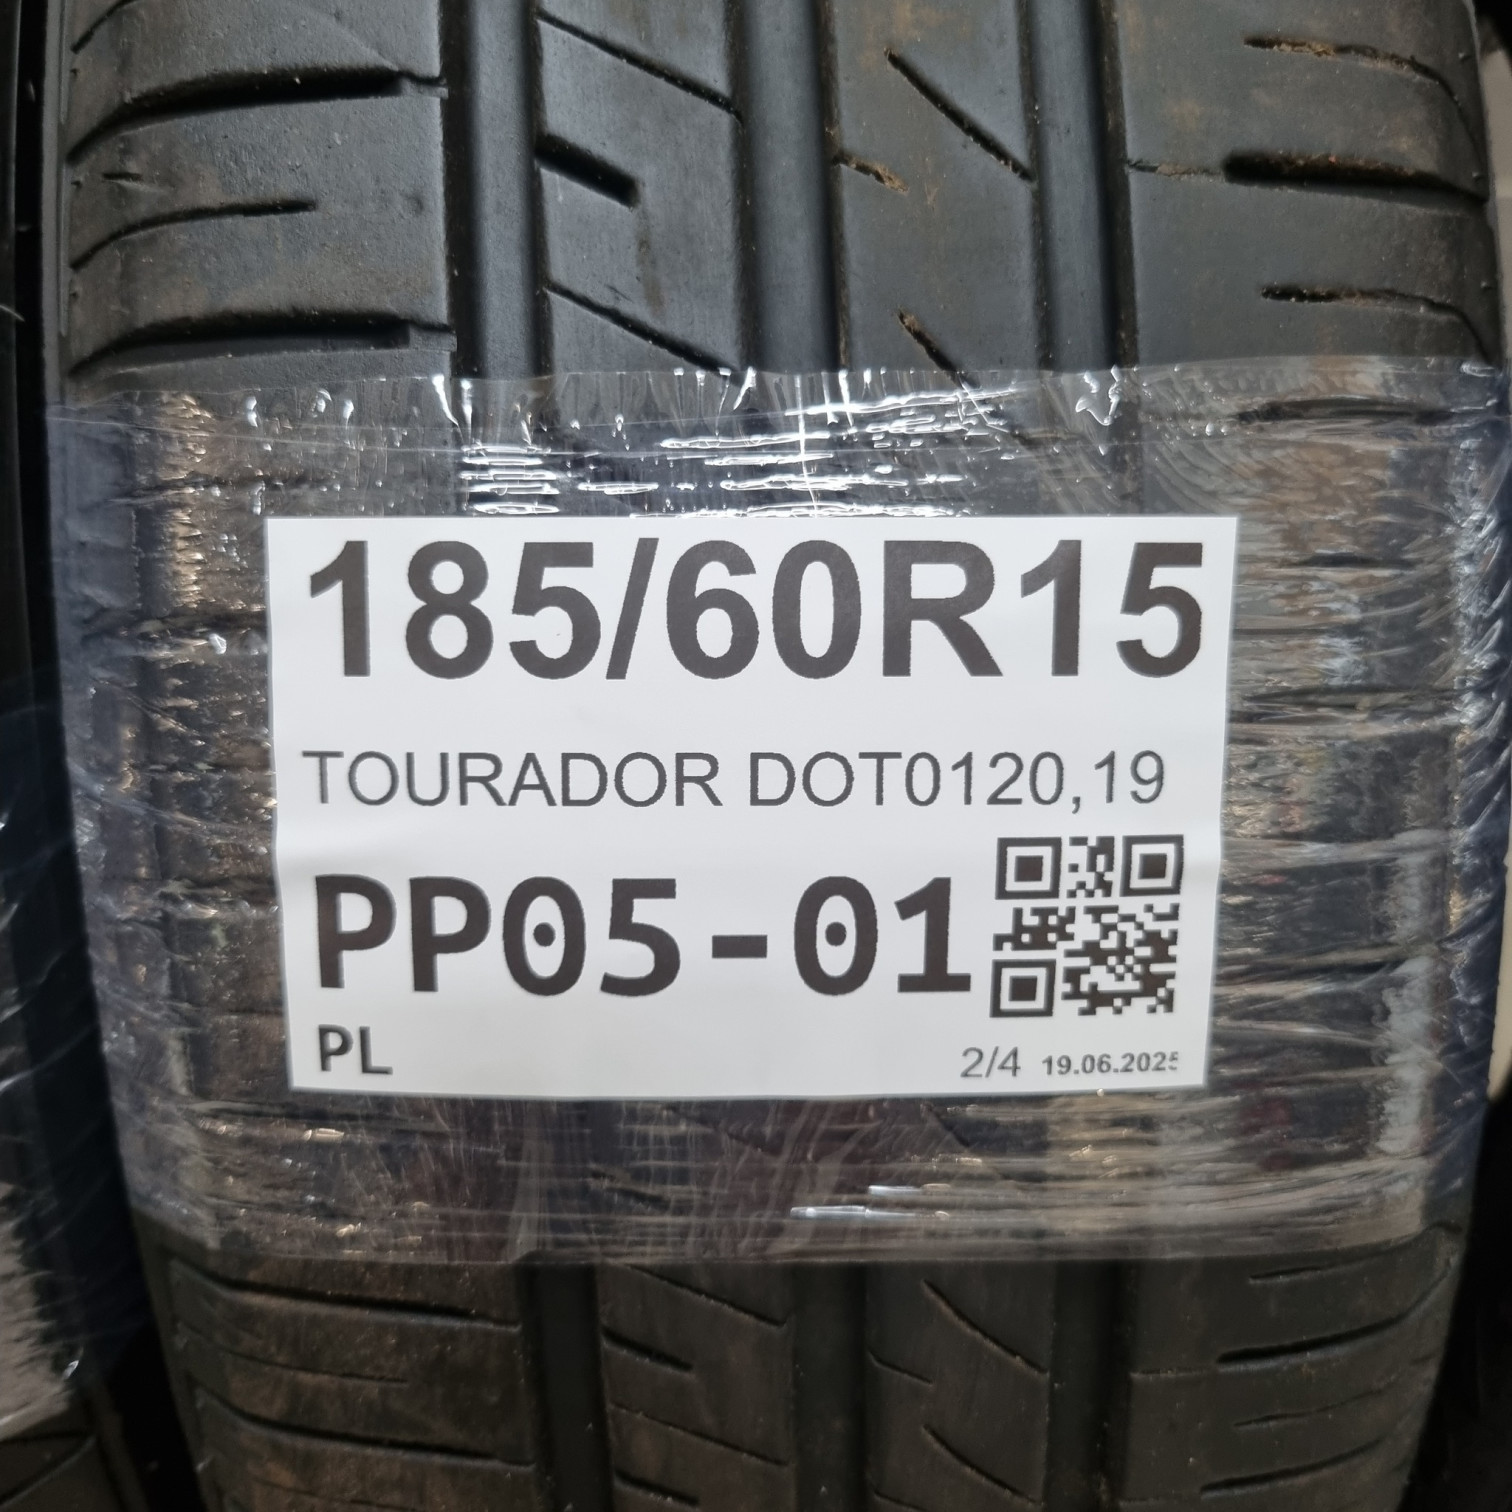 185/60R15
TOURADOR DOT0120,19
PP05-01
PL
2/4 19.06.2025